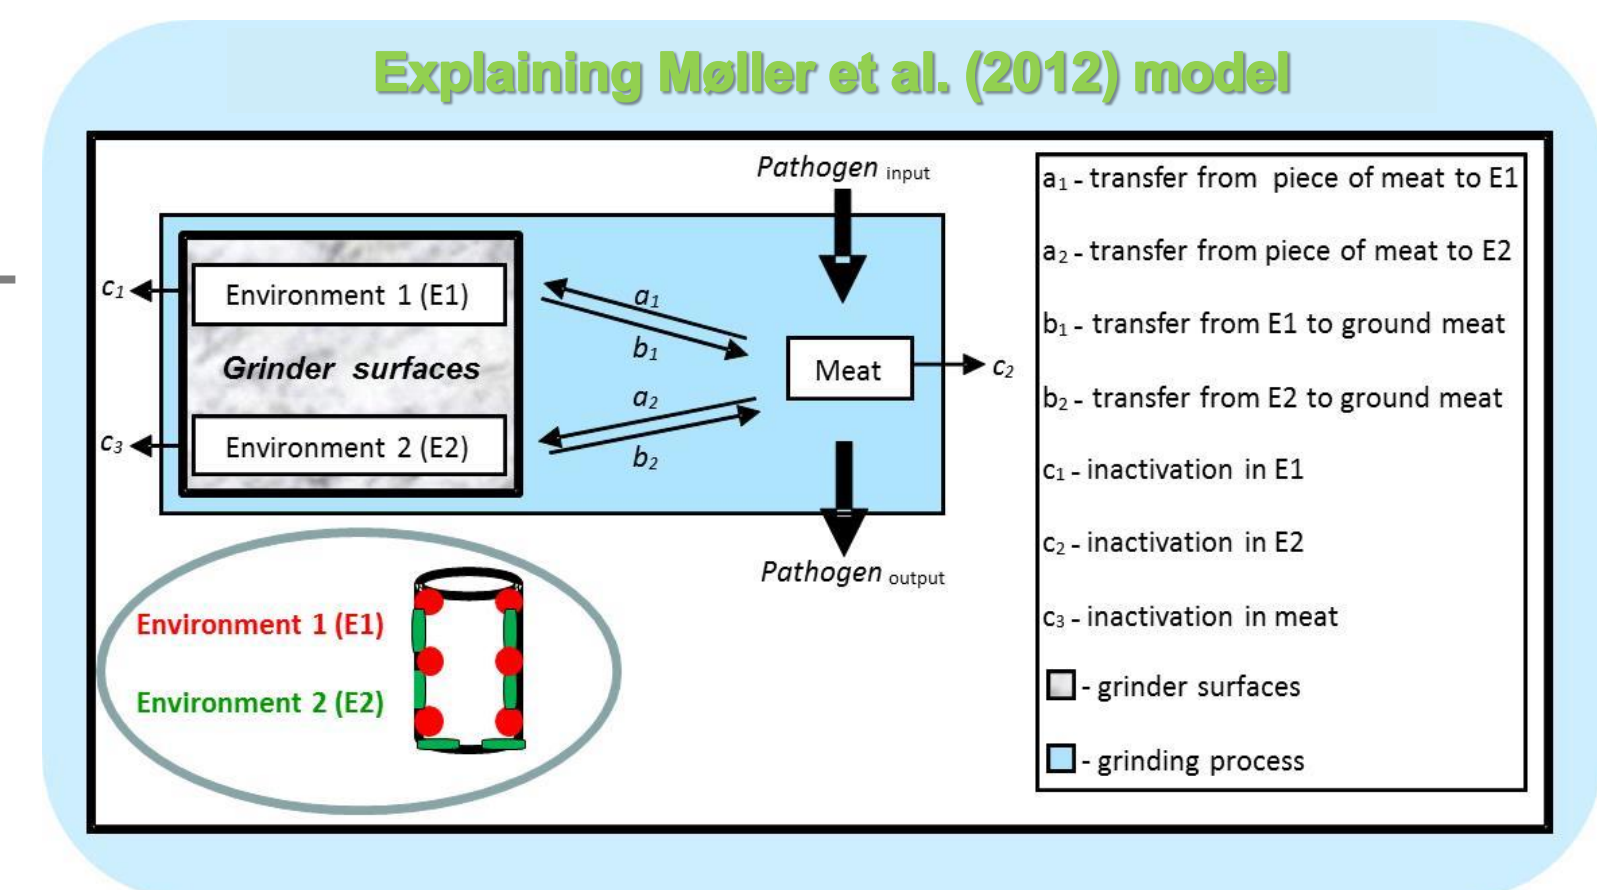 Explaining Møller et al. (2012) model
Pathogen input
c1
Environment 1 (E1)
Grinder surfaces
c3
Environment 2 (E2)
a1
b1
a2
b2
Meat
c2
Pathogen output
Environment 1 (E1)
Environment 2 (E2)
a1 - transfer from piece of meat to E1
a2 - transfer from piece of meat to E2
b1 - transfer from E1 to ground meat
b2 - transfer from E2 to ground meat
c1 - inactivation in E1
c2 - inactivation in E2
c3 - inactivation in meat
- grinder surfaces
- grinding process